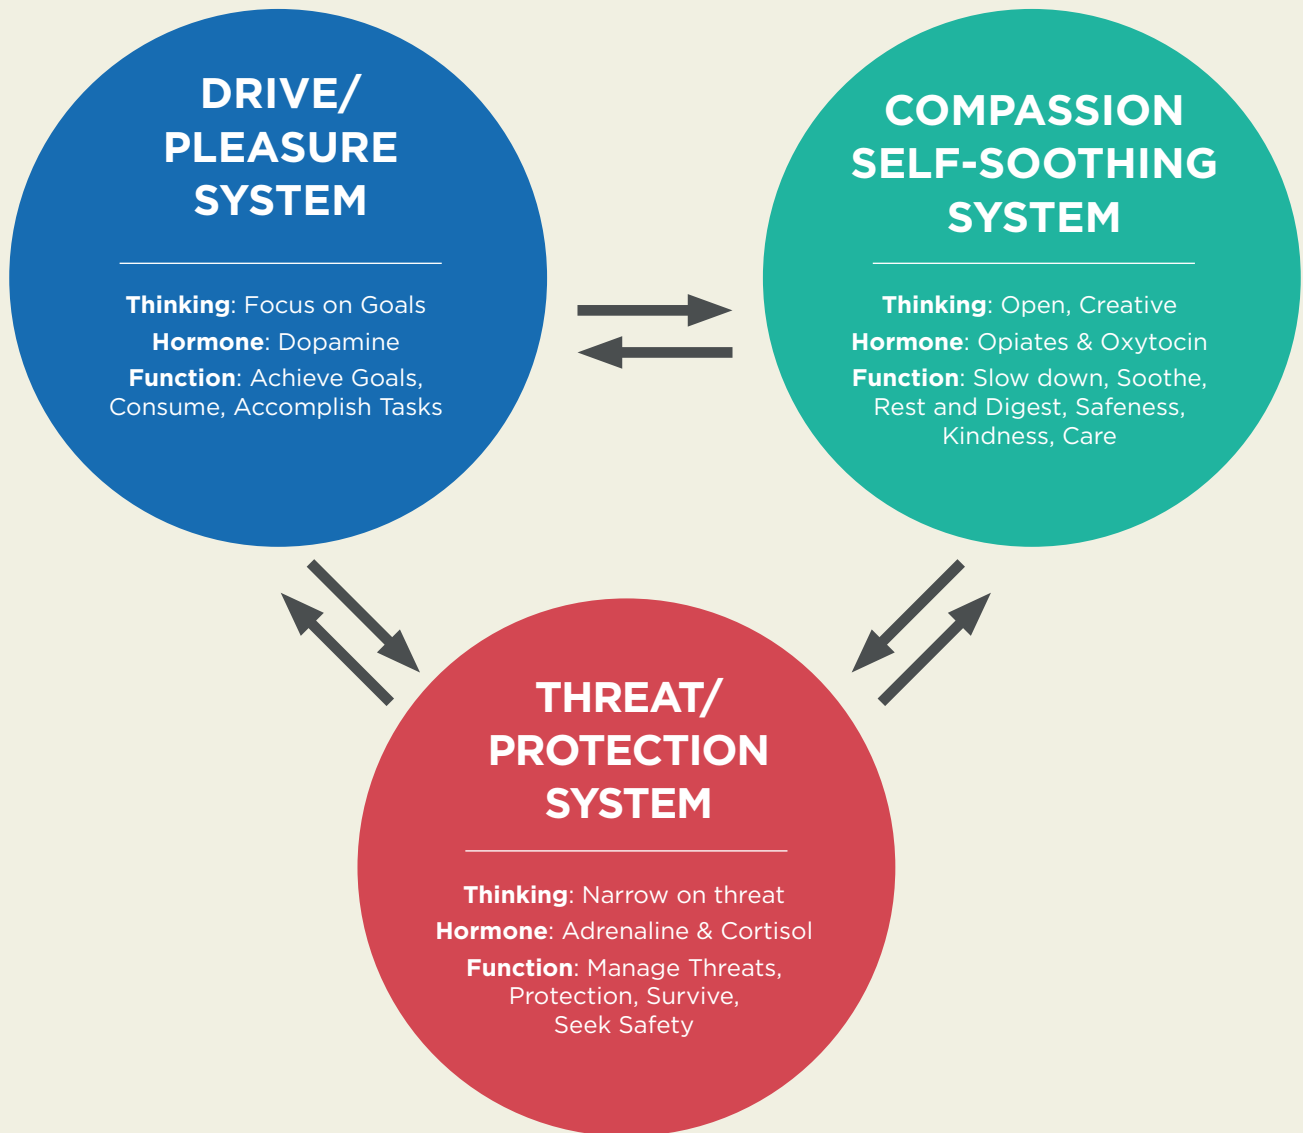 DRIVE/
PLEASURE
SYSTEM
Thinking: Focus on Goals
Hormone: Dopamine
Function: Achieve Goals,
Consume, Accomplish Tasks
COMPASSION
SELF-SOOTHING
SYSTEM
Thinking: Open, Creative
Hormone: Opiates & Oxytocin
Function: Slow down, Soothe,
Rest and Digest, Safeness,
Kindness, Care
THREAT/
PROTECTION
SYSTEM
Thinking: Narrow on threat
Hormone: Adrenaline & Cortisol
Function: Manage Threats,
Protection, Survive,
Seek Safety